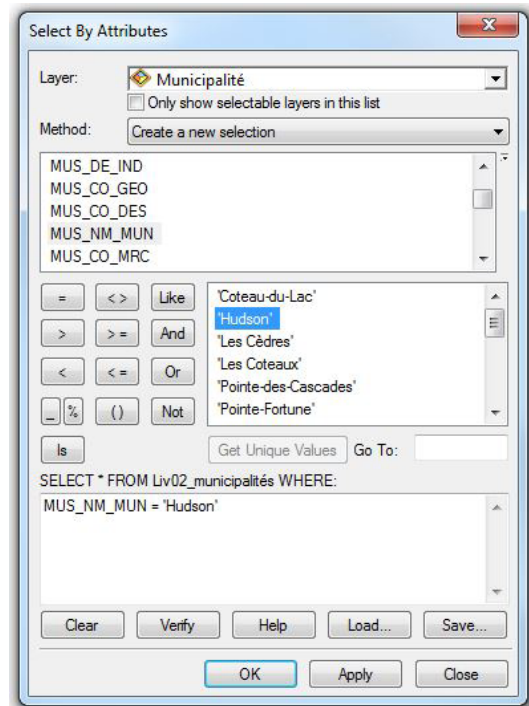 Select By Attributes
Layer: Municipalité
Only show selectable layers in this list
Method: Create a new selection
MUS_DE_IND
MUS_CO_GEO
MUS_CO_DES
MUS_NM_MUN
MUS_CO_MRC
= < > Like
> > = And
< < = Or
_ % () Not
Is
'Coteau-du-Lac'
'Hudson'
'Les Cèdres'
'Les Coteaux'
'Pointe-des-Cascades'
'Pointe-Fortune'
Get Unique Values Go To:
SELECT * FROM Liv02_municipalités WHERE:
MUS_NM_MUN = 'Hudson'
Clear Verify Help Load... Save...
OK Apply Close